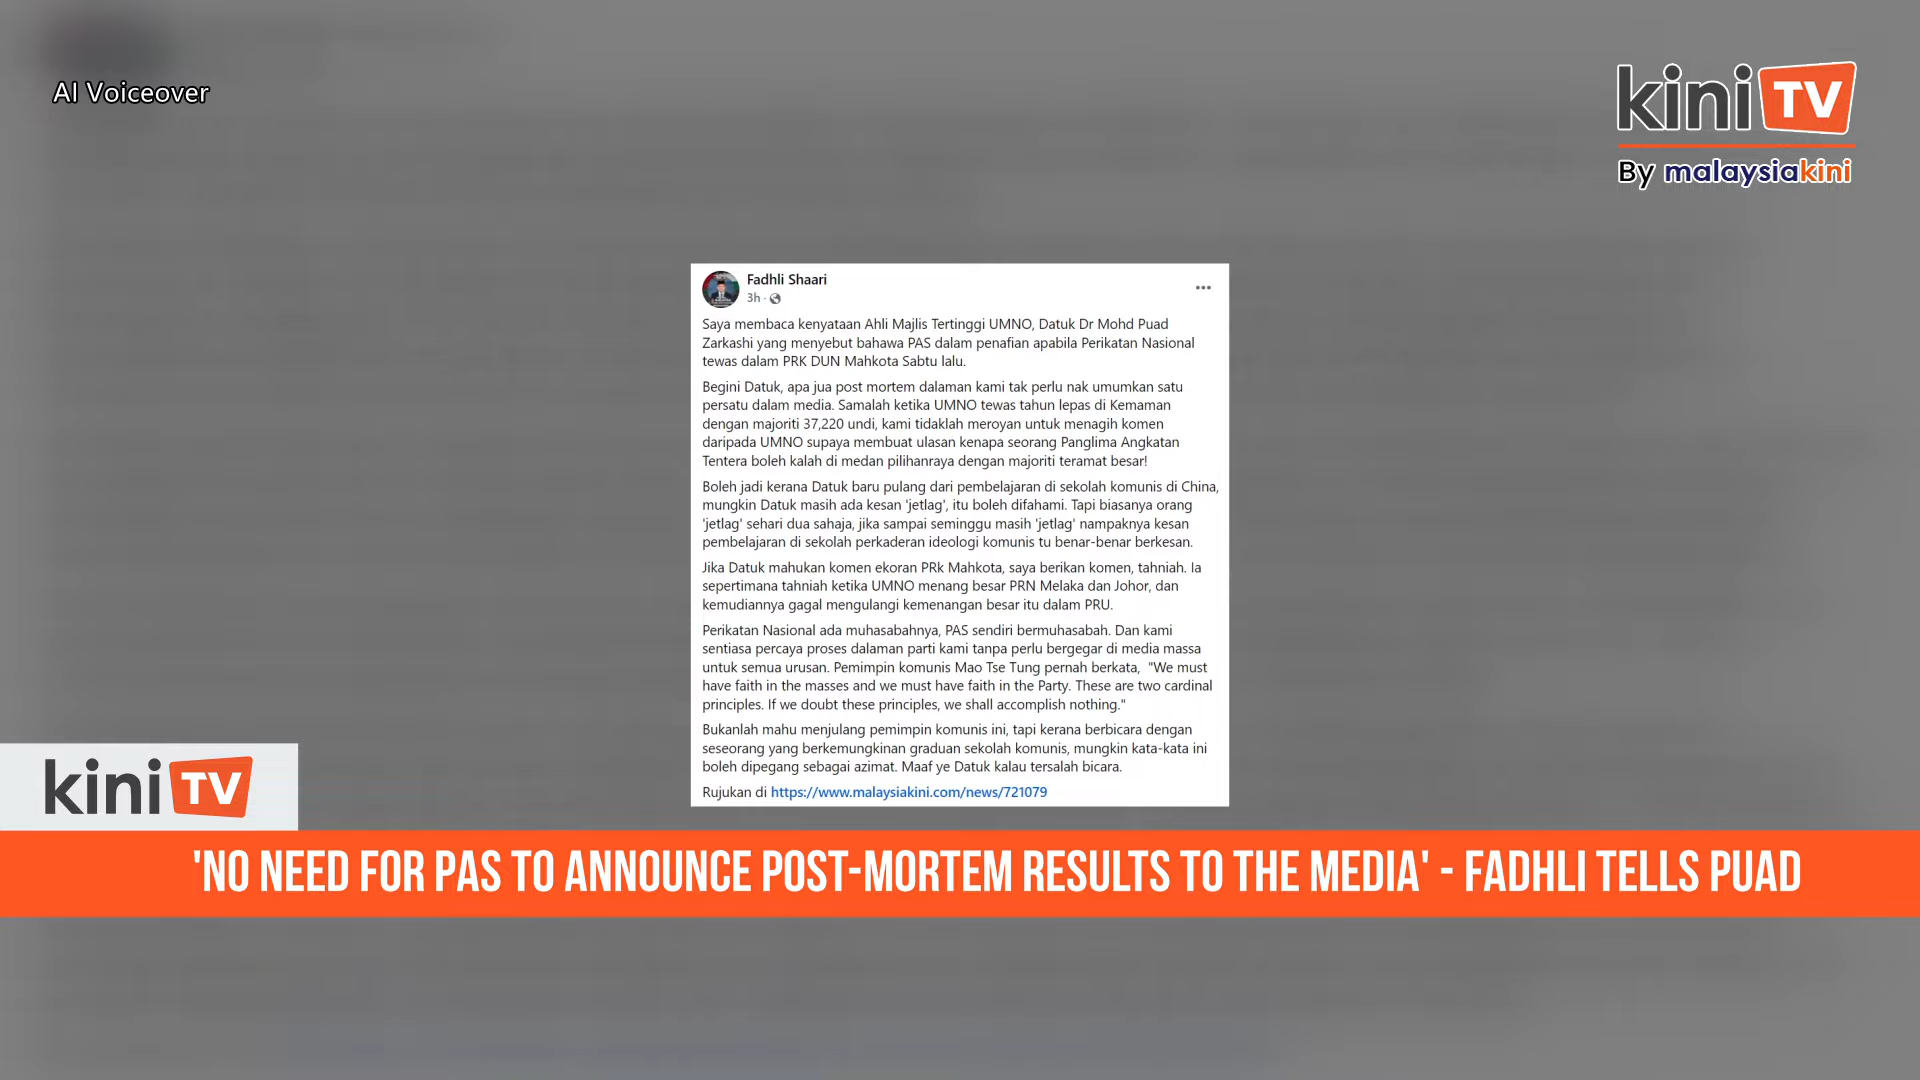 AI Voiceover
kini TV
By malaysiakini
Fadhli Shaari
3h ·
Saya membaca kenyataan Ahli Majlis Tertinggi UMNO, Datuk Dr Mohd Puad
Zarkashi yang menyebut bahawa PAS dalam penafian apabila Perikatan Nasional
tewas dalam PRK DUN Mahkota Sabtu lalu.
Begini Datuk, apa jua post mortem dalaman kami tak perlu nak umumkan satu
persatu dalam media. Samalah ketika UMNO tewas tahun lepas di Kemaman
dengan majoriti 37,220 undi, kami tidaklah meroyan untuk menagih komen
daripada UMNO supaya membuat ulasan kenapa seorang Panglima Angkatan
Tentera boleh kalah di medan pilihanraya dengan majoriti teramat besar!
Boleh jadi kerana Datuk baru pulang dari pembelajaran di sekolah komunis di China,
mungkin Datuk masih ada kesan 'jetlag', itu boleh difahami. Tapi biasanya orang
'jetlag' sehari dua sahaja, jika sampai seminggu masih 'jetlag' nampaknya kesan
pembelajaran di sekolah perkaderan ideologi komunis tu benar-benar berkesan.
Jika Datuk mahukan komen ekoran PRk Mahkota, saya berikan komen, tahniah. Ia
sepertimana tahniah ketika UMNO menang besar PRN Melaka dan Johor, dan
kemudiannya gagal mengulangi kemenangan besar itu dalam PRU.
Perikatan Nasional ada muhasabahnya, PAS sendiri bermuhasabah. Dan kami
sentiasa percaya proses dalaman parti kami tanpa perlu bergegar di media massa
untuk semua urusan. Pemimpin komunis Mao Tse Tung pernah berkata,  "We must
have faith in the masses and we must have faith in the Party. These are two cardinal
principles. If we doubt these principles, we shall accomplish nothing."
Bukanlah mahu menjulang pemimpin komunis ini, tapi kerana berbicara dengan
seseorang yang berkemungkinan graduan sekolah komunis, mungkin kata-kata ini
boleh dipegang sebagai azimat. Maaf ye Datuk kalau tersalah bicara.
Rujukan di https://www.malaysiakini.com/news/721079
kini TV
'NO NEED FOR PAS TO ANNOUNCE POST-MORTEM RESULTS TO THE MEDIA' - FADHLI TELLS PUAD